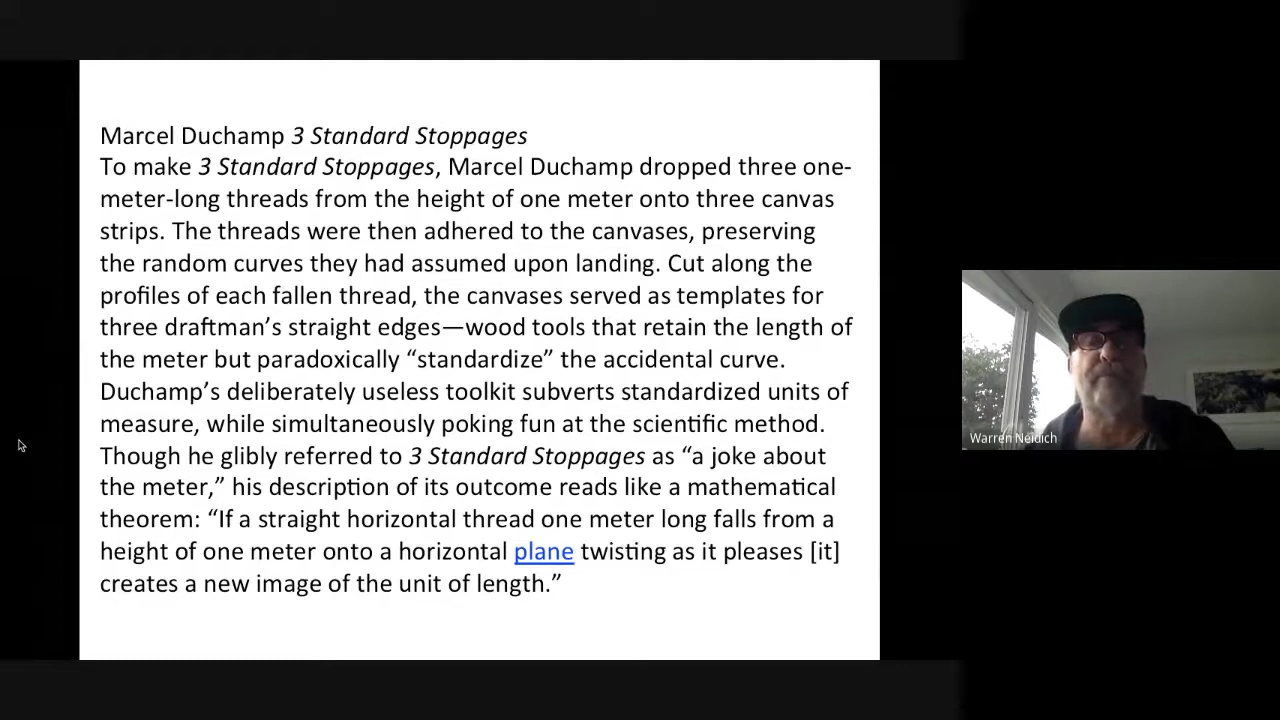 Marcel Duchamp 3 Standard Stoppages
To make 3 Standard Stoppages, Marcel Duchamp dropped three one-
meter-long threads from the height of one meter onto three canvas
strips. The threads were then adhered to the canvases, preserving
the random curves they had assumed upon landing. Cut along the
profiles of each fallen thread, the canvases served as templates for
three draftman’s straight edges—wood tools that retain the length of
the meter but paradoxically “standardize” the accidental curve.
Duchamp’s deliberately useless toolkit subverts standardized units of
measure, while simultaneously poking fun at the scientific method.
Though he glibly referred to 3 Standard Stoppages as “a joke about
the meter,” his description of its outcome reads like a mathematical
theorem: “If a straight horizontal thread one meter long falls from a
height of one meter onto a horizontal plane twisting as it pleases [it]
creates a new image of the unit of length.”
Warren Neidich